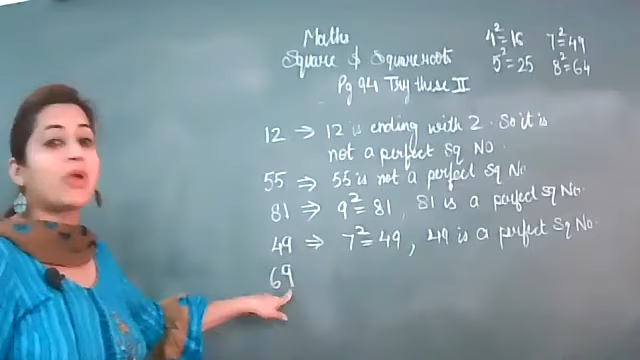 Maths
Square & Square roots
Pg 94 Try these II
4² = 16 7² = 49
5² = 25 8² = 64
12 ⇒ 12 is ending with 2. So it is
not a perfect Sq No.
55 ⇒ 55 is not a perfect Sq No
81 ⇒ 9² = 81, 81 is a perfect Sq No.
49 ⇒ 7² = 49, 49 is a perfect Sq No.
69